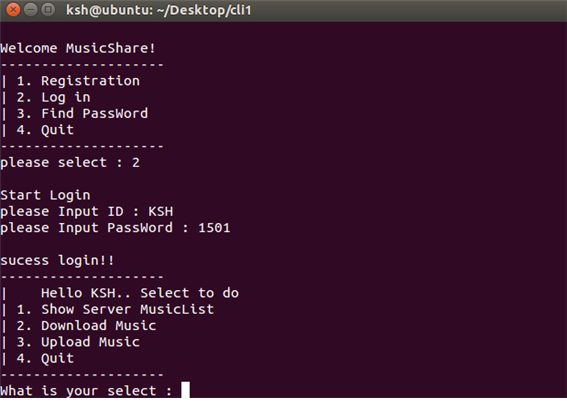 ksh@ubuntu: ~/Desktop/cli1
Welcome MusicShare!
--------------------
| 1. Registration
| 2. Log in
| 3. Find PassWord
| 4. Quit
--------------------
please select : 2
Start Login
please Input ID : KSH
please Input PassWord : 1501
sucess login!!
--------------------
|    Hello KSH.. Select to do
| 1. Show Server MusicList
| 2. Download Music
| 3. Upload Music
| 4. Quit
--------------------
What is your select :